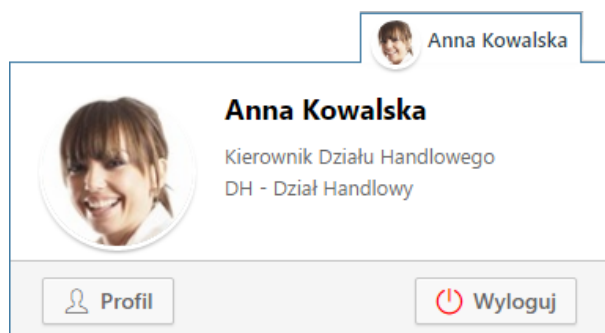 Anna Kowalska
Anna Kowalska
Kierownik Działu Handlowego
DH - Dział Handlowy
Profil
Wyloguj